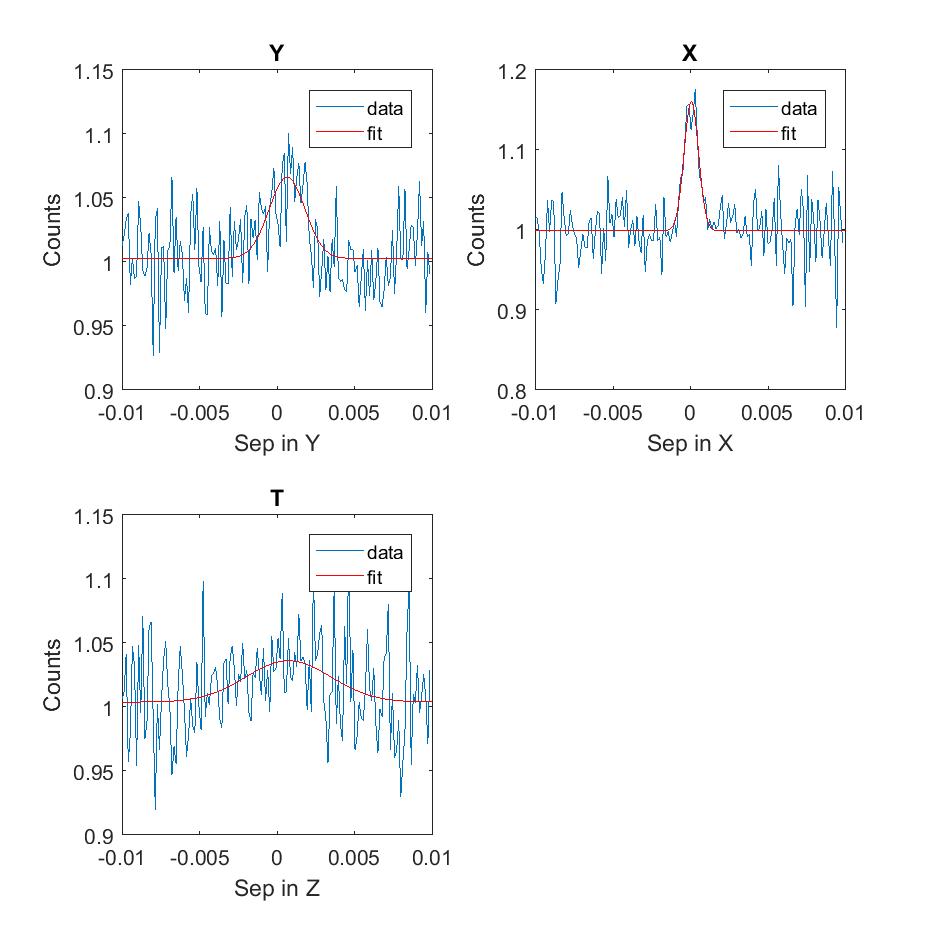 Y
1.15
1.1
1.05
1
0.95
0.9
Counts
data
fit
-0.01 -0.005 0 0.005 0.01
Sep in Y
X
1.2
1.1
1
0.9
0.8
Counts
data
fit
-0.01 -0.005 0 0.005 0.01
Sep in X
T
1.15
1.1
1.05
1
0.95
0.9
Counts
data
fit
-0.01 -0.005 0 0.005 0.01
Sep in Z